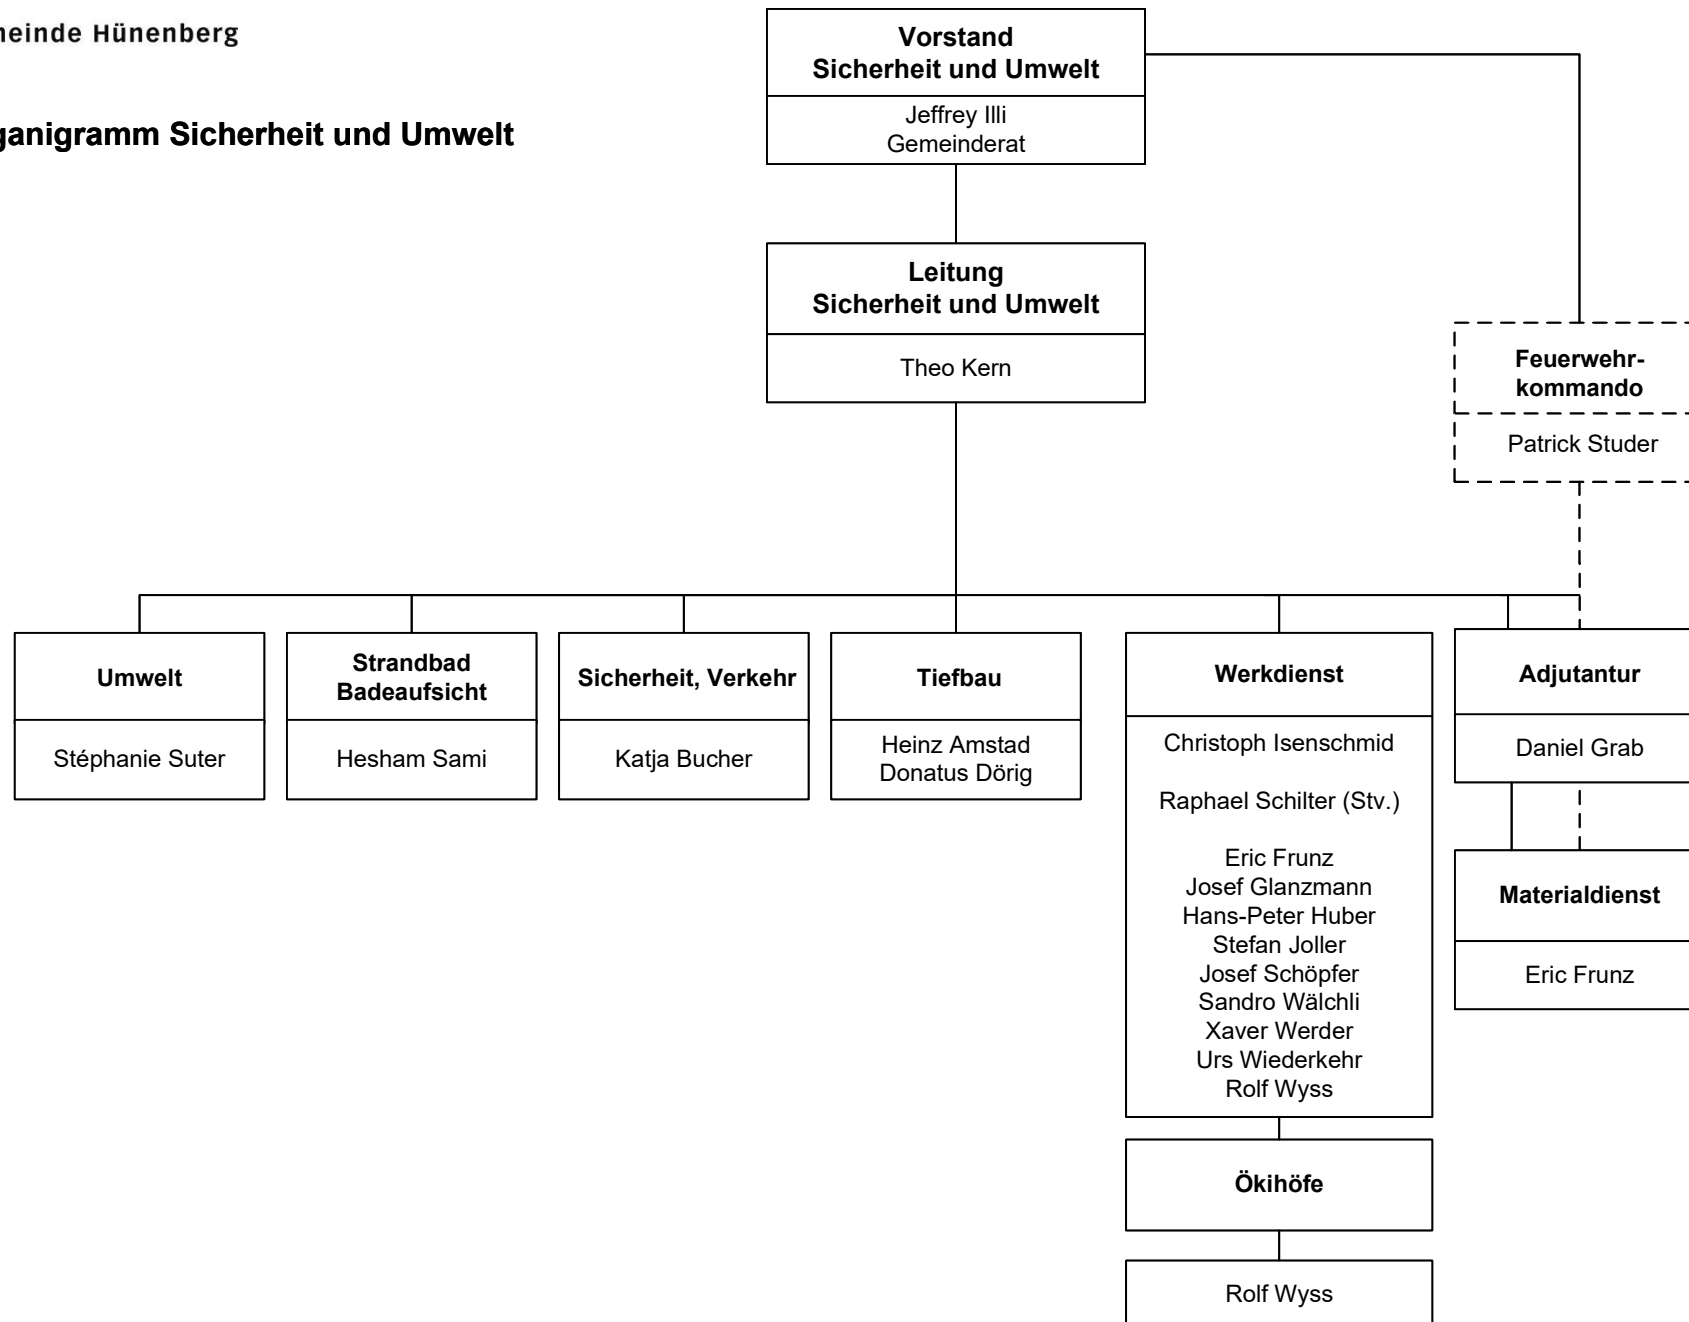 neinde Hünenberg
ganigramm Sicherheit und Umwelt
Vorstand
Sicherheit und Umwelt
Jeffrey Illi
Gemeinderat
Leitung
Sicherheit und Umwelt
Theo Kern
Feuerwehr-
kommando
Patrick Studer
Umwelt
Stéphanie Suter
Strandbad
Badeaufsicht
Hesham Sami
Sicherheit, Verkehr
Katja Bucher
Tiefbau
Heinz Amstad
Donatus Dörig
Werkdienst
Christoph Isenschmid
Raphael Schilter (Stv.)
Eric Frunz
Josef Glanzmann
Hans-Peter Huber
Stefan Joller
Josef Schöpfer
Sandro Wälchli
Xaver Werder
Urs Wiederkehr
Rolf Wyss
Adjutantur
Daniel Grab
Materialdienst
Eric Frunz
Ökihöfe
Rolf Wyss